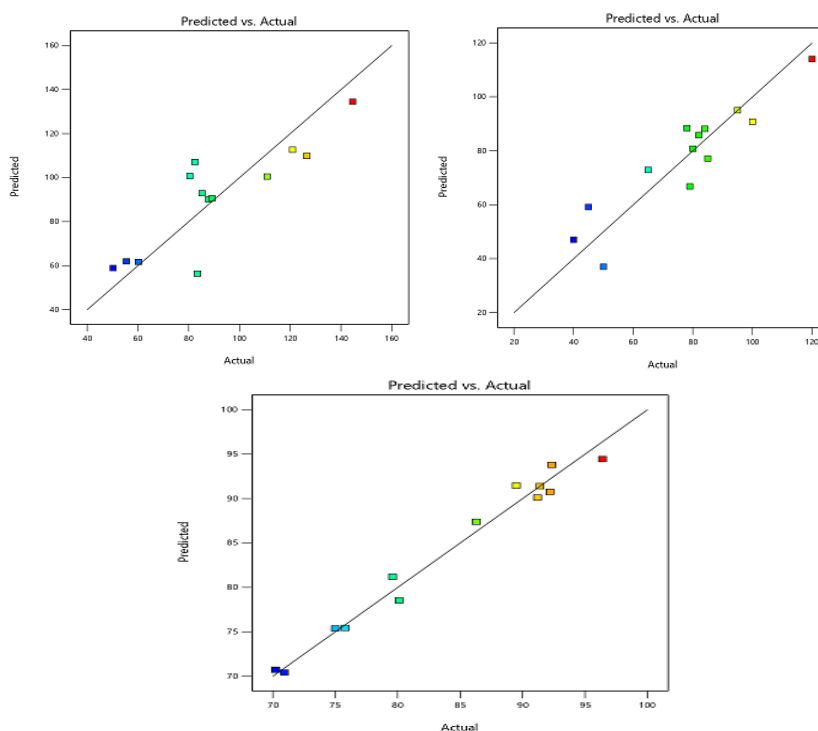 Predicted vs. Actual
160
140
120
100
80
60
40
Predicted
40 60 80 100 120 140 160
Actual
Predicted vs. Actual
120
100
80
60
40
20
Predicted
20 40 60 80 100 120
Actual
Predicted vs. Actual
100
95
90
85
80
75
70
Predicted
70 75 80 85 90 95 100
Actual